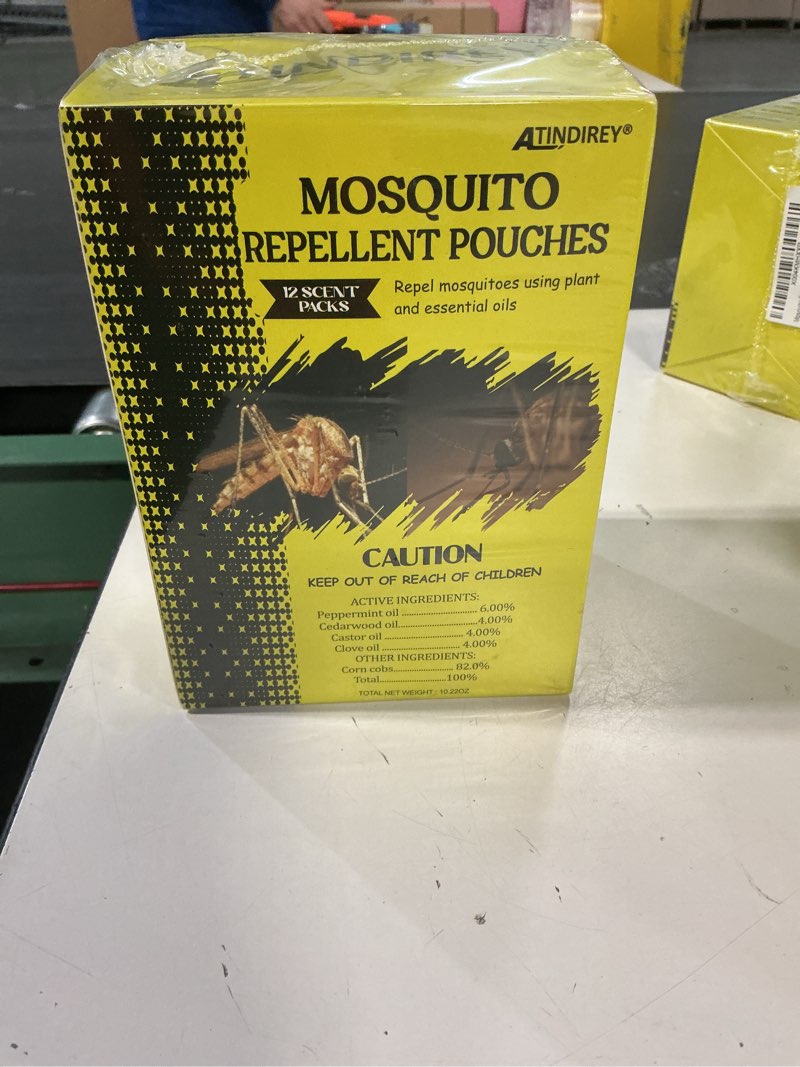 ATINDIREY®
MOSQUITO
REPELLENT POUCHES
12 SCENT
PACKS
Repel mosquitoes using plant
and essential oils
CAUTION
KEEP OUT OF REACH OF CHILDREN
ACTIVE INGREDIENTS:
Peppermint oil ............................ 6.00%
Cedarwood oil............................4.00%
Castor oil ............................ 4.00%
Clove oil ............................ 4.00%
OTHER INGREDIENTS:
Corn cobs..................... 82.0%
Total.......................100%
TOTAL NET WEIGHT : 10.22OZ